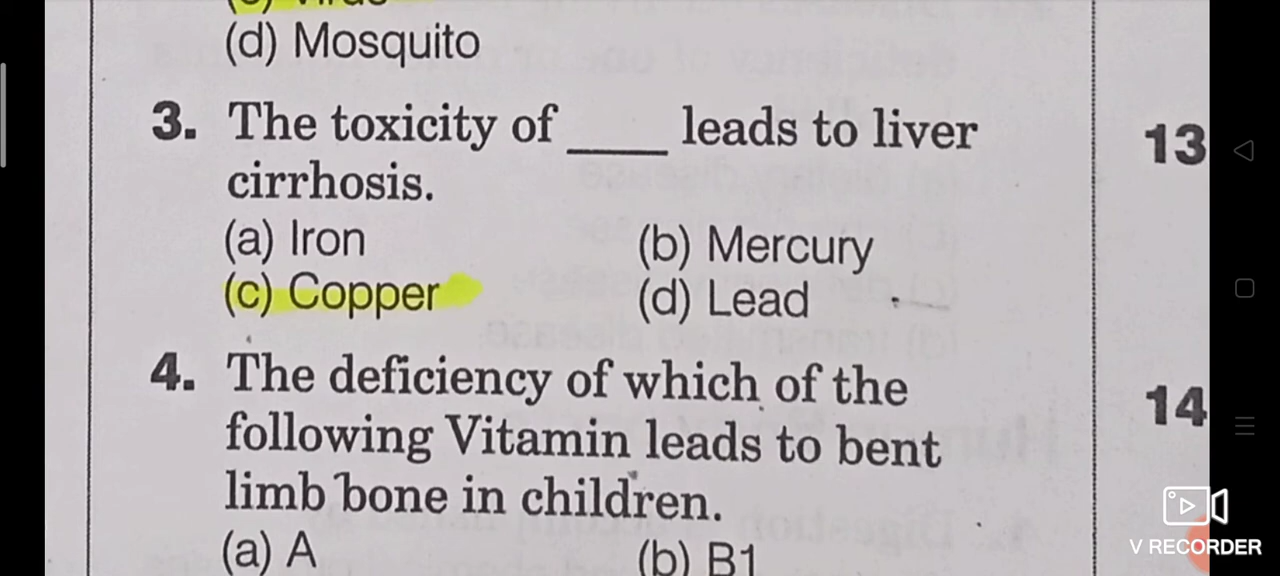 (c) Virus
(d) Mosquito
3. The toxicity of ____ leads to liver
cirrhosis.
(a) Iron (b) Mercury
(c) Copper (d) Lead
4. The deficiency of which of the
following Vitamin leads to bent
limb bone in children.
(a) A (b) B1
13
14
V RECORDER